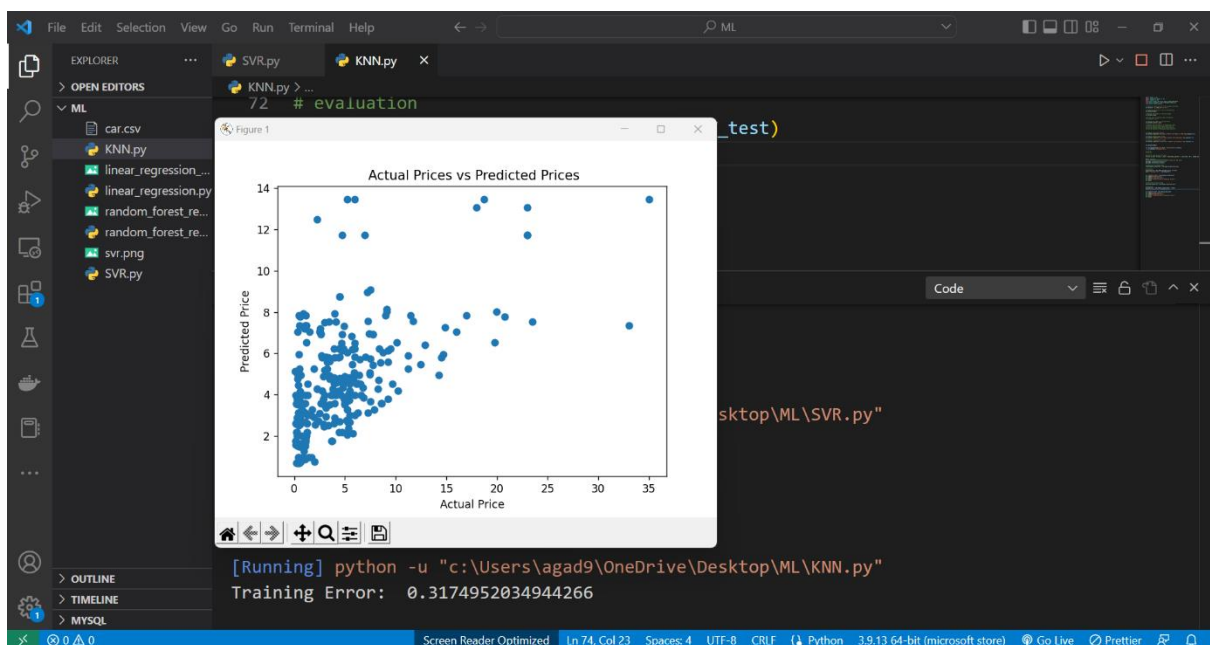 File Edit Selection View Go Run Terminal Help
ML
EXPLORER
SVR.py
KNN.py
OPEN EDITORS
KNN.py > ...
ML
car.csv
KNN.py
linear_regression_...
linear_regression.py
random_forest_re...
random_forest_re...
svr.png
SVR.py
72 # evaluation
_test)
Figure 1
Actual Prices vs Predicted Prices
Predicted Price
14
12
10
8
6
4
2
0 5 10 15 20 25 30 35
Actual Price
Code
sktop\ML\SVR.py"
[Running] python -u "c:\Users\agad9\OneDrive\Desktop\ML\KNN.py"
Training Error: 0.3174952034944266
1
OUTLINE
TIMELINE
MYSQL
1
0 0 Screen Reader Optimized Ln 74, Col 23 Spaces: 4 UTF-8 CRLF Python 3.9.13 64-bit (microsoft store) Go Live Prettier